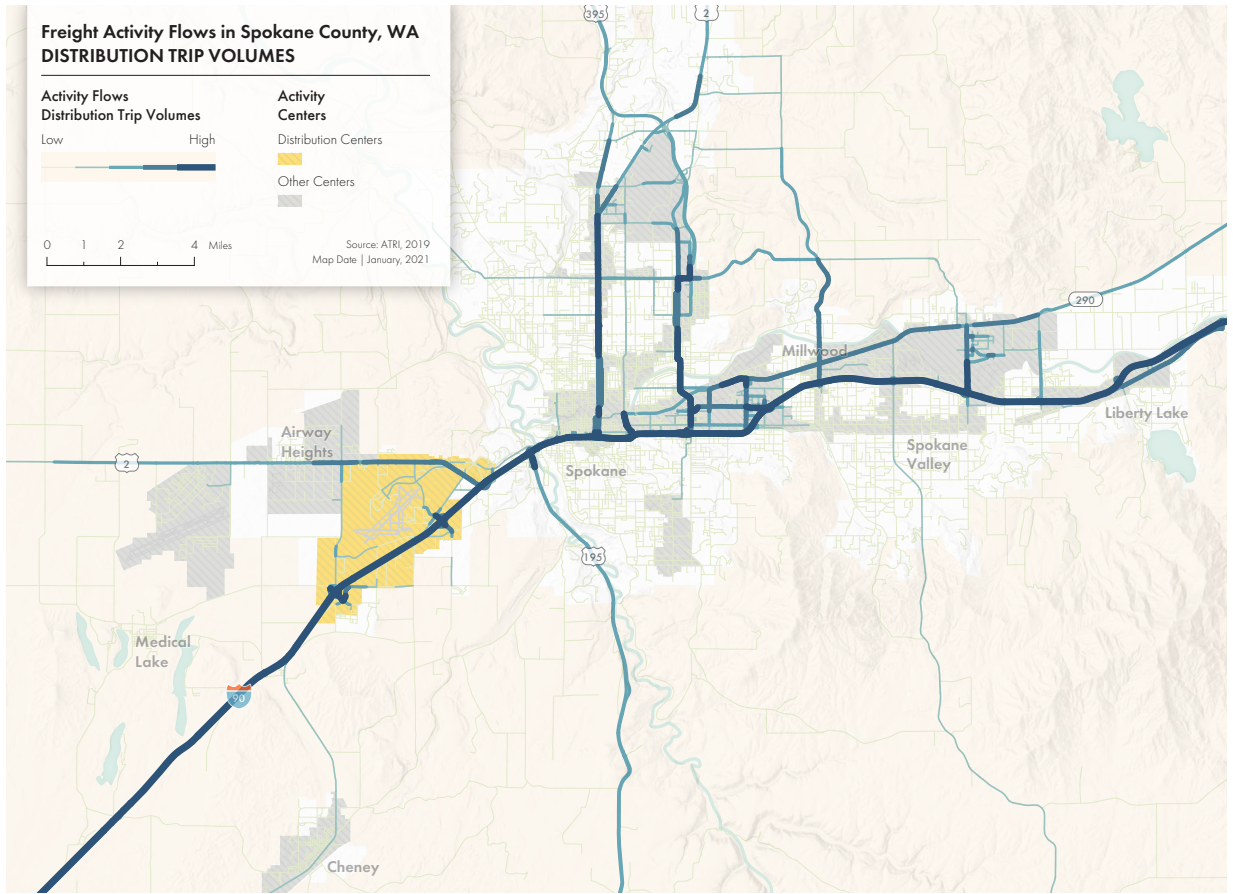 Freight Activity Flows in Spokane County, WA
DISTRIBUTION TRIP VOLUMES
Activity Flows
Distribution Trip Volumes
Low High
Activity
Centers
Distribution Centers
Other Centers
0 1 2 4 Miles
Source: ATRI, 2019
Map Date | January, 2021
395
2
290
Millwood
Liberty Lake
Airway
Heights
2
Spokane
Spokane
Valley
195
Medical
Lake
90
Cheney